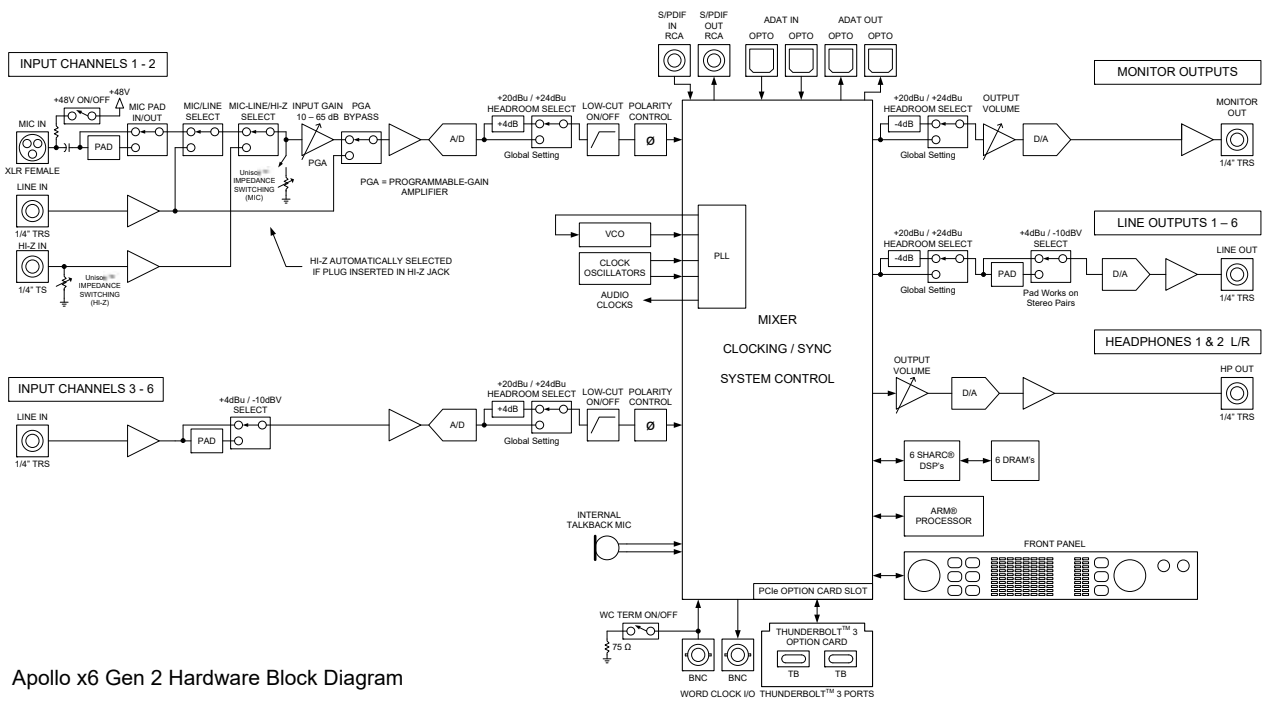 S/PDIF
IN
RCA
S/PDIF
OUT
RCA
ADAT IN
OPTO
OPTO
ADAT OUT
OPTO
OPTO
INPUT CHANNELS 1 - 2
+48V ON/OFF
+48V
MIC IN
XLR FEMALE
PAD
MIC PAD
IN/OUT
MIC/LINE
SELECT
MIC-LINE/HI-Z
SELECT
INPUT GAIN
10 – 65 dB
PGA
PGA
BYPASS
A/D
+20dBu / +24dBu
HEADROOM SELECT
+4dB
Global Setting
LOW-CUT
ON/OFF
POLARITY
CONTROL
Ø
Unison
IMPEDANCE
SWITCHING
(MIC)
PGA = PROGRAMMABLE-GAIN
AMPLIFIER
LINE IN
1/4" TRS
HI-Z IN
1/4" TS
Unison
IMPEDANCE
SWITCHING
(HI-Z)
HI-Z AUTOMATICALLY SELECTED
IF PLUG INSERTED IN HI-Z JACK
VCO
CLOCK
OSCILLATORS
AUDIO
CLOCKS
PLL
MIXER
CLOCKING / SYNC
SYSTEM CONTROL
MONITOR OUTPUTS
+20dBu / +24dBu
HEADROOM SELECT
-4dB
Global Setting
OUTPUT
VOLUME
D/A
MONITOR
OUT
1/4" TRS
LINE OUTPUTS 1 – 6
+20dBu / +24dBu
HEADROOM SELECT
-4dB
Global Setting
+4dBu / -10dBV
SELECT
PAD
Pad Works on
Stereo Pairs
D/A
LINE OUT
1/4" TRS
HEADPHONES 1 & 2 L/R
OUTPUT
VOLUME
D/A
HP OUT
1/4" TRS
INPUT CHANNELS 3 - 6
LINE IN
1/4" TRS
+4dBu / -10dBV
SELECT
PAD
A/D
+20dBu / +24dBu
HEADROOM SELECT
+4dB
Global Setting
LOW-CUT
ON/OFF
POLARITY
CONTROL
Ø
6 SHARC®
DSP's
6 DRAM's
ARM®
PROCESSOR
INTERNAL
TALKBACK MIC
FRONT PANEL
PCIe OPTION CARD SLOT
WC TERM ON/OFF
75 Ω
BNC
BNC
WORD CLOCK I/O
THUNDERBOLT™ 3
OPTION CARD
TB
TB
THUNDERBOLT™ 3 PORTS
Apollo x6 Gen 2 Hardware Block Diagram